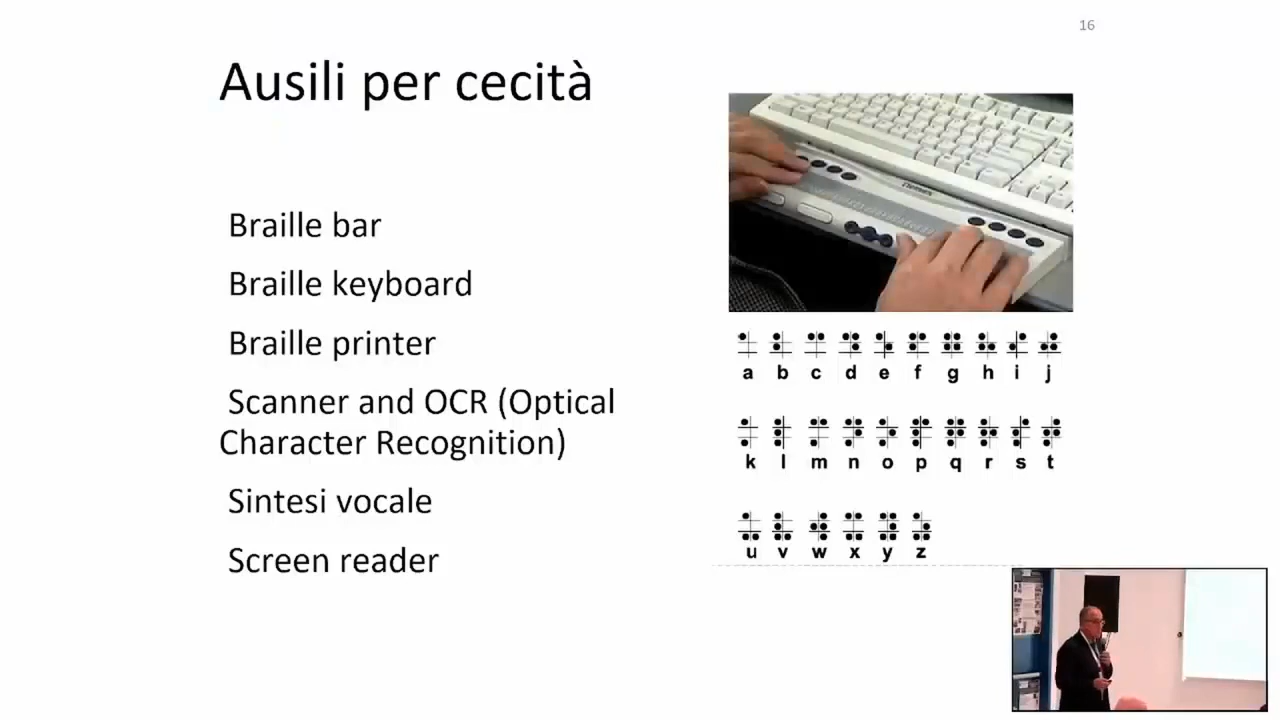 16
Ausili per cecità
Braille bar
Braille keyboard
Braille printer
Scanner and OCR (Optical
Character Recognition)
Sintesi vocale
Screen reader
a b c d e f g h i j
k l m n o p q r s t
u v w x y z